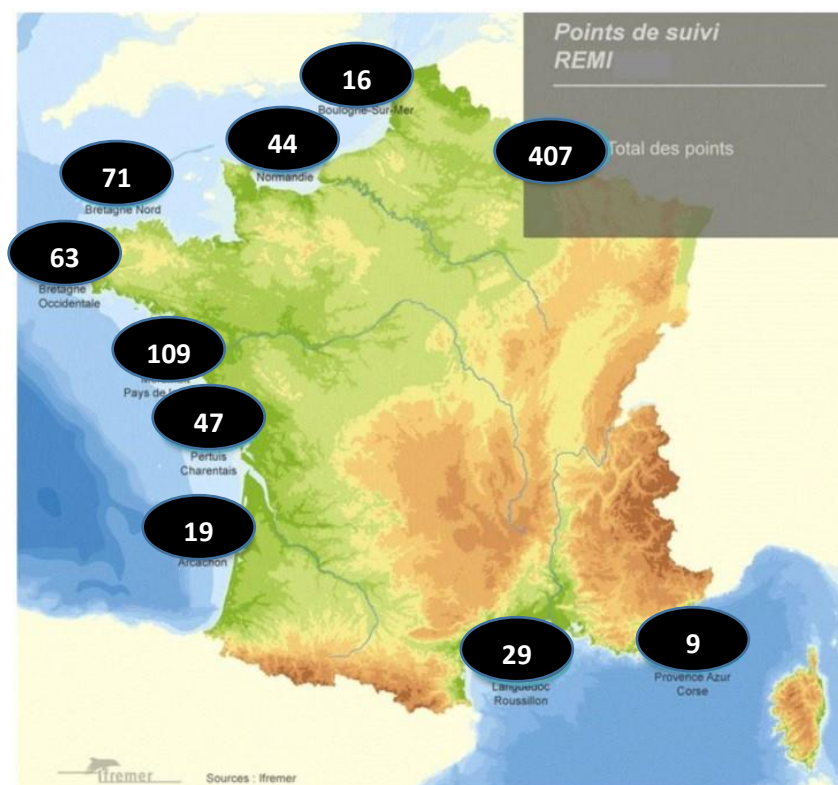 Points de suivi
REMI
407
Total des points
16
Boulogne-Sur-Mer
44
Normandie
71
Bretagne Nord
63
Bretagne
Occidentale
109
Pays de
47
Pertuis
Charentais
19
Arcachon
29
Languedoc
Roussillon
9
Provence Azur
Corse
Ifremer
Sources : Ifremer